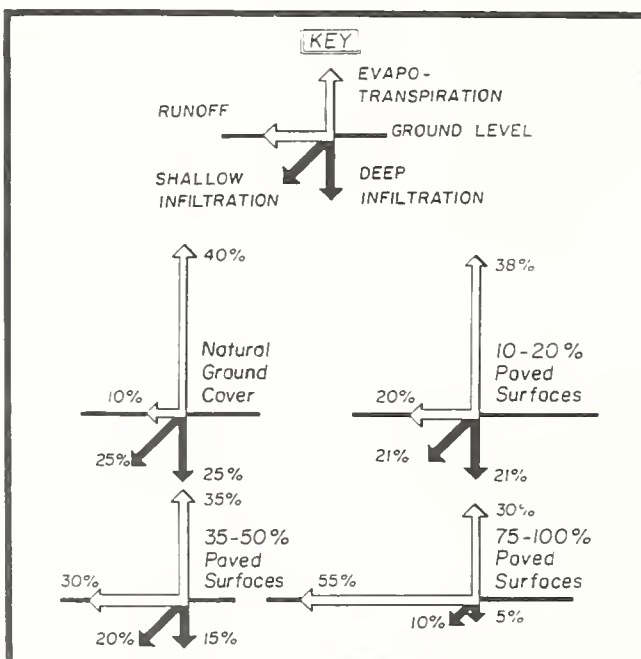 KEY
EVAPO-
TRANSPIRATION
RUNOFF
GROUND LEVEL
SHALLOW
INFILTRATION
DEEP
INFILTRATION
40%
Natural
Ground
Cover
10%
25%
25%
38%
10-20%
Paved
Surfaces
20%
21%
21%
35%
35-50%
Paved
Surfaces
30%
20%
15%
30%
75-100%
Paved
Surfaces
55%
10%
5%